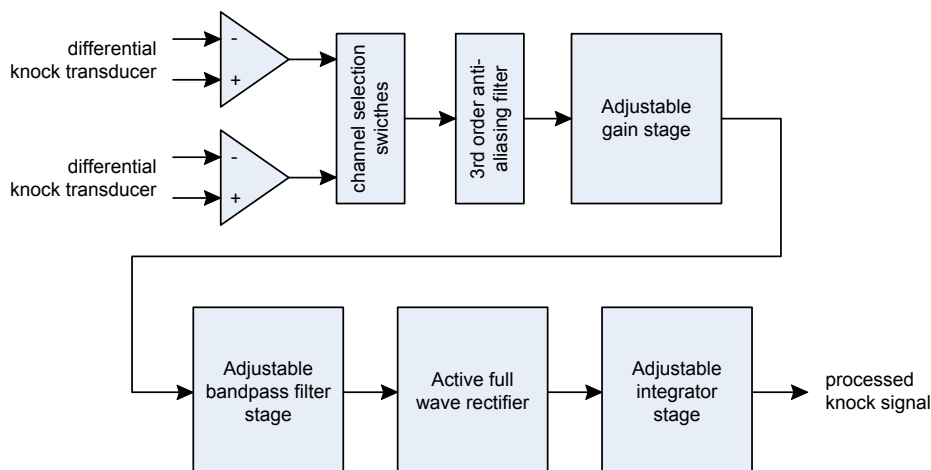 differential
knock transducer
-
+
differential
knock transducer
-
+
channel selection
swicthes
3rd order anti-
aliasing filter
Adjustable
gain stage
Adjustable
bandpass filter
stage
Active full
wave rectifier
Adjustable
integrator
stage
processed
knock signal